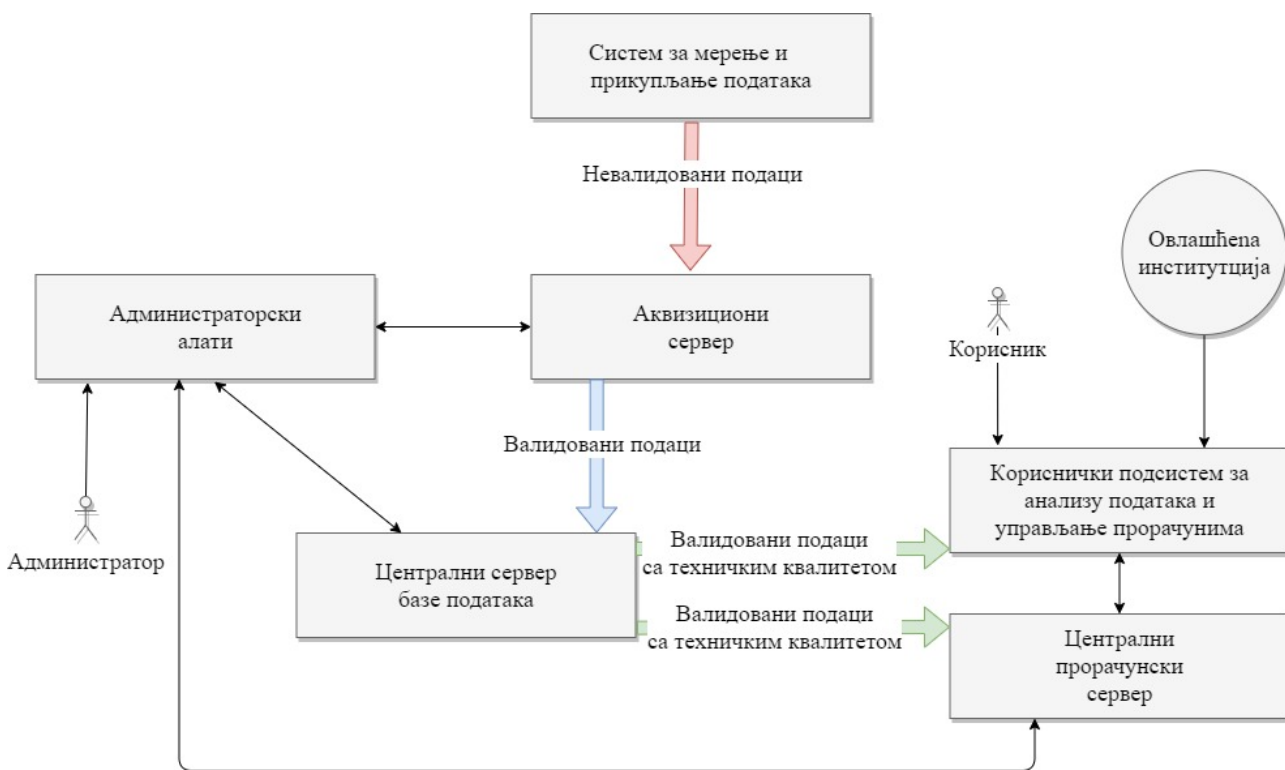 Систем за мерење и
прикупљање података
Невалидовани подаци
Овлашћena
институтција
Администраторски
алати
Аквизициони
сервер
Корисник
Валидовани подаци
Кориснички подсистем за
анализу података и
управљање прорачунима
Администратор
Централни сервер
базе података
Валидовани подаци
са техничким квалитетом
Валидовани подаци
са техничким квалитетом
Централни
прорачунски
сервер